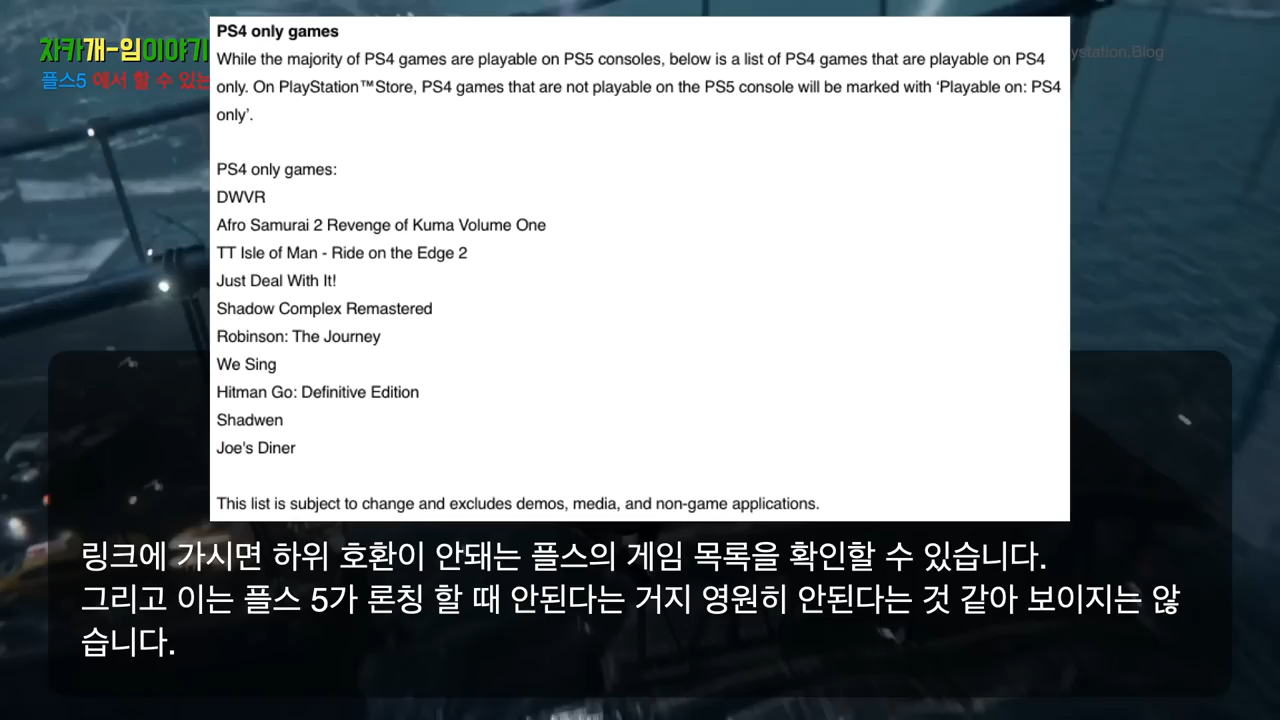 PS4 only games
자카개-임이야기
While the majority of PS4 games are playable on PS5 consoles, below is a list of PS4 games that are playable on PS4
ystation.Blog
플스5 에서 할 수 있는
only. On PlayStation™Store, PS4 games that are not playable on the PS5 console will be marked with ‘Playable on: PS4
only’.
PS4 only games:
DWVR
Afro Samurai 2 Revenge of Kuma Volume One
TT Isle of Man - Ride on the Edge 2
Just Deal With It!
Shadow Complex Remastered
Robinson: The Journey
We Sing
Hitman Go: Definitive Edition
Shadwen
Joe's Diner
This list is subject to change and excludes demos, media, and non-game applications.
링크에 가시면 하위 호환이 안돼는 플스의 게임 목록을 확인할 수 있습니다.
그리고 이는 플스 5가 론칭 할 때 안된다는 거지 영원히 안된다는 것 같아 보이지는 않
습니다.